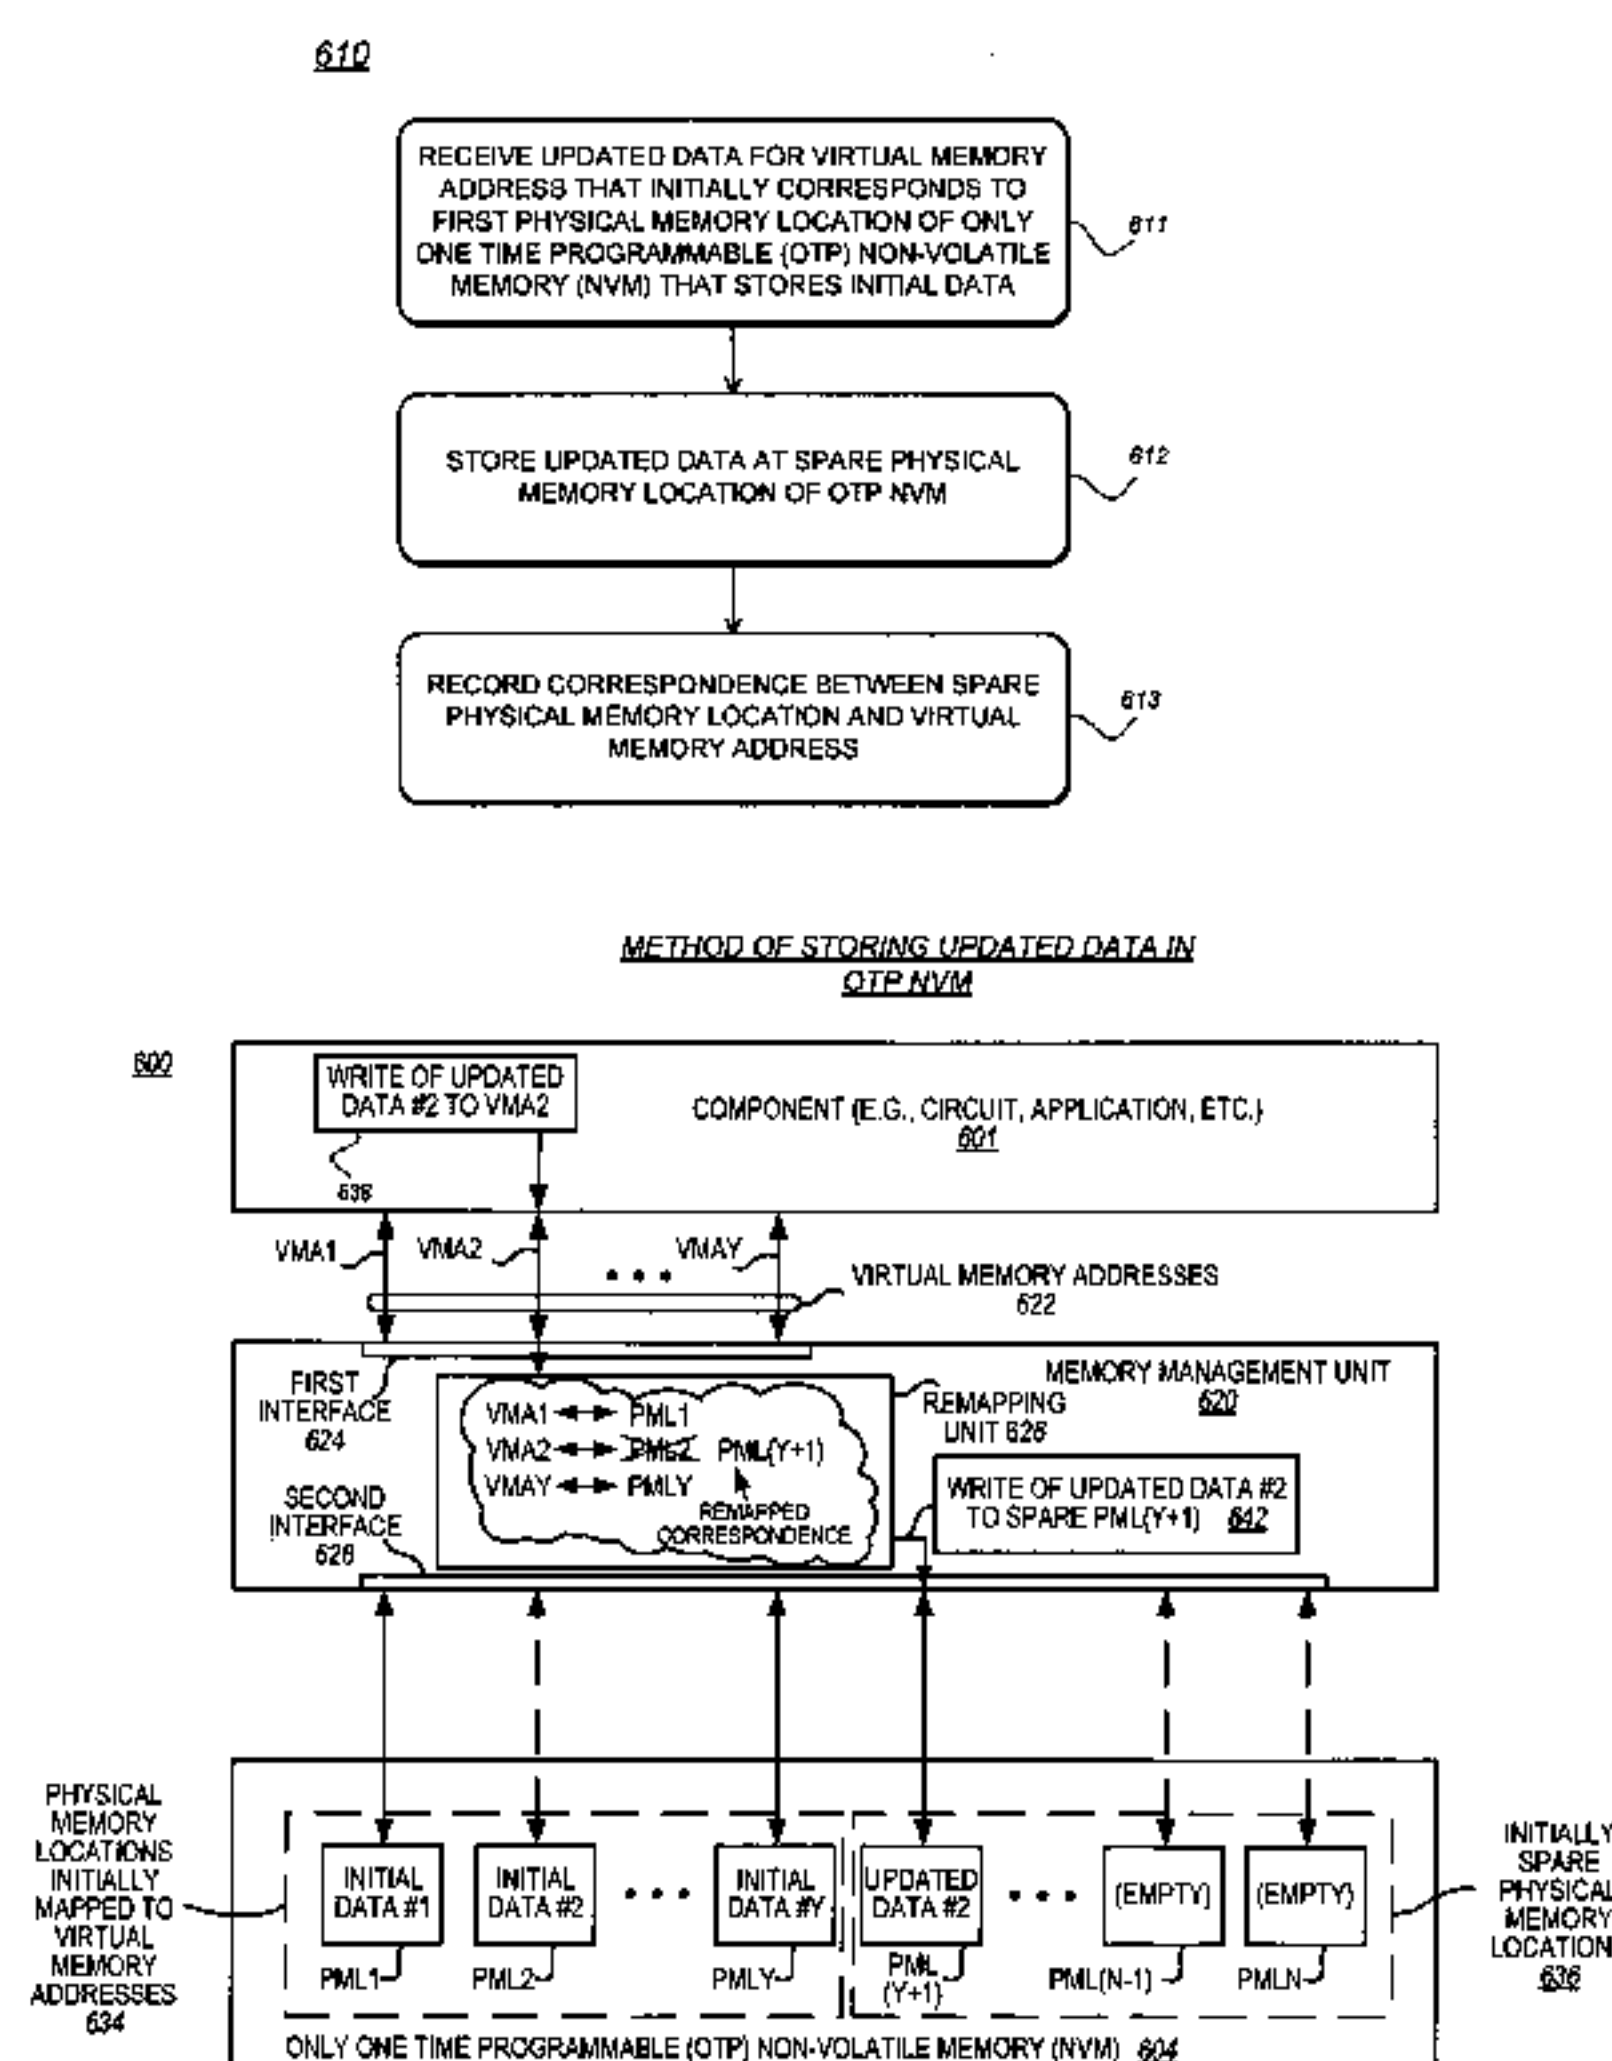 610
RECEIVE UPDATED DATA FOR VIRTUAL MEMORY
ADDRESS THAT INITIALLY CORRESPONDS TO
FIRST PHYSICAL MEMORY LOCATION OF ONLY
ONE TIME PROGRAMMABLE (OTP) NON-VOLATILE
MEMORY (NVM) THAT STORES INITIAL DATA
611
STORE UPDATED DATA AT SPARE PHYSICAL
MEMORY LOCATION OF OTP NVM
612
RECORD CORRESPONDENCE BETWEEN SPARE
PHYSICAL MEMORY LOCATION AND VIRTUAL
MEMORY ADDRESS
613
METHOD OF STORING UPDATED DATA IN
OTP NVM
600
WRITE OF UPDATED
DATA #2 TO VMA2
638
COMPONENT (E.G., CIRCUIT, APPLICATION, ETC.)
601
VMA1
VMA2
VMAY
VIRTUAL MEMORY ADDRESSES
622
FIRST
INTERFACE
624
MEMORY MANAGEMENT UNIT
620
REMAPPING
UNIT 626
VMA1 PML1
VMA2 PML2 PML(Y+1)
VMAY PMLY
REMAPPED
CORRESPONDENCE
WRITE OF UPDATED DATA #2
TO SPARE PML(Y+1) 642
SECOND
INTERFACE
628
PHYSICAL
MEMORY
LOCATIONS
INITIALLY
MAPPED TO
VIRTUAL
MEMORY
ADDRESSES
634
INITIAL
DATA #1
PML1
INITIAL
DATA #2
PML2
INITIAL
DATA #Y
PMLY
UPDATED
DATA #2
PML
(Y+1)
(EMPTY)
PML(N-1)
(EMPTY)
PMLN
INITIALLY
SPARE
PHYSICAL
MEMORY
LOCATION
636
ONLY ONE TIME PROGRAMMABLE (OTP) NON-VOLATILE MEMORY (NVM) 604